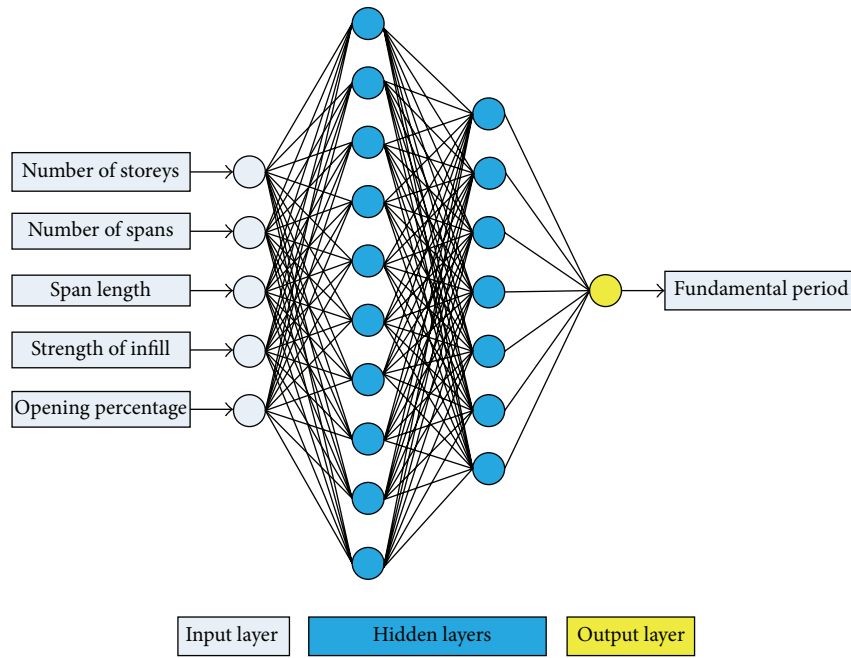 Number of storeys
Number of spans
Span length
Strength of infill
Opening percentage
Fundamental period
Input layer
Hidden layers
Output layer